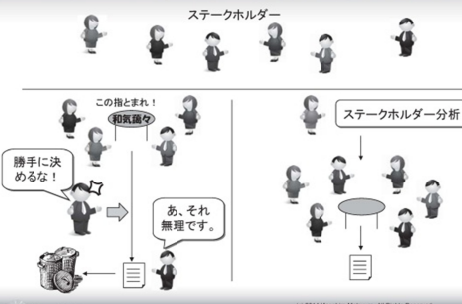 ステークホルダー
この指とまれ!
和気藹々
勝手に決
めるな!
あ、それ
無理です。
ステークホルダー分析